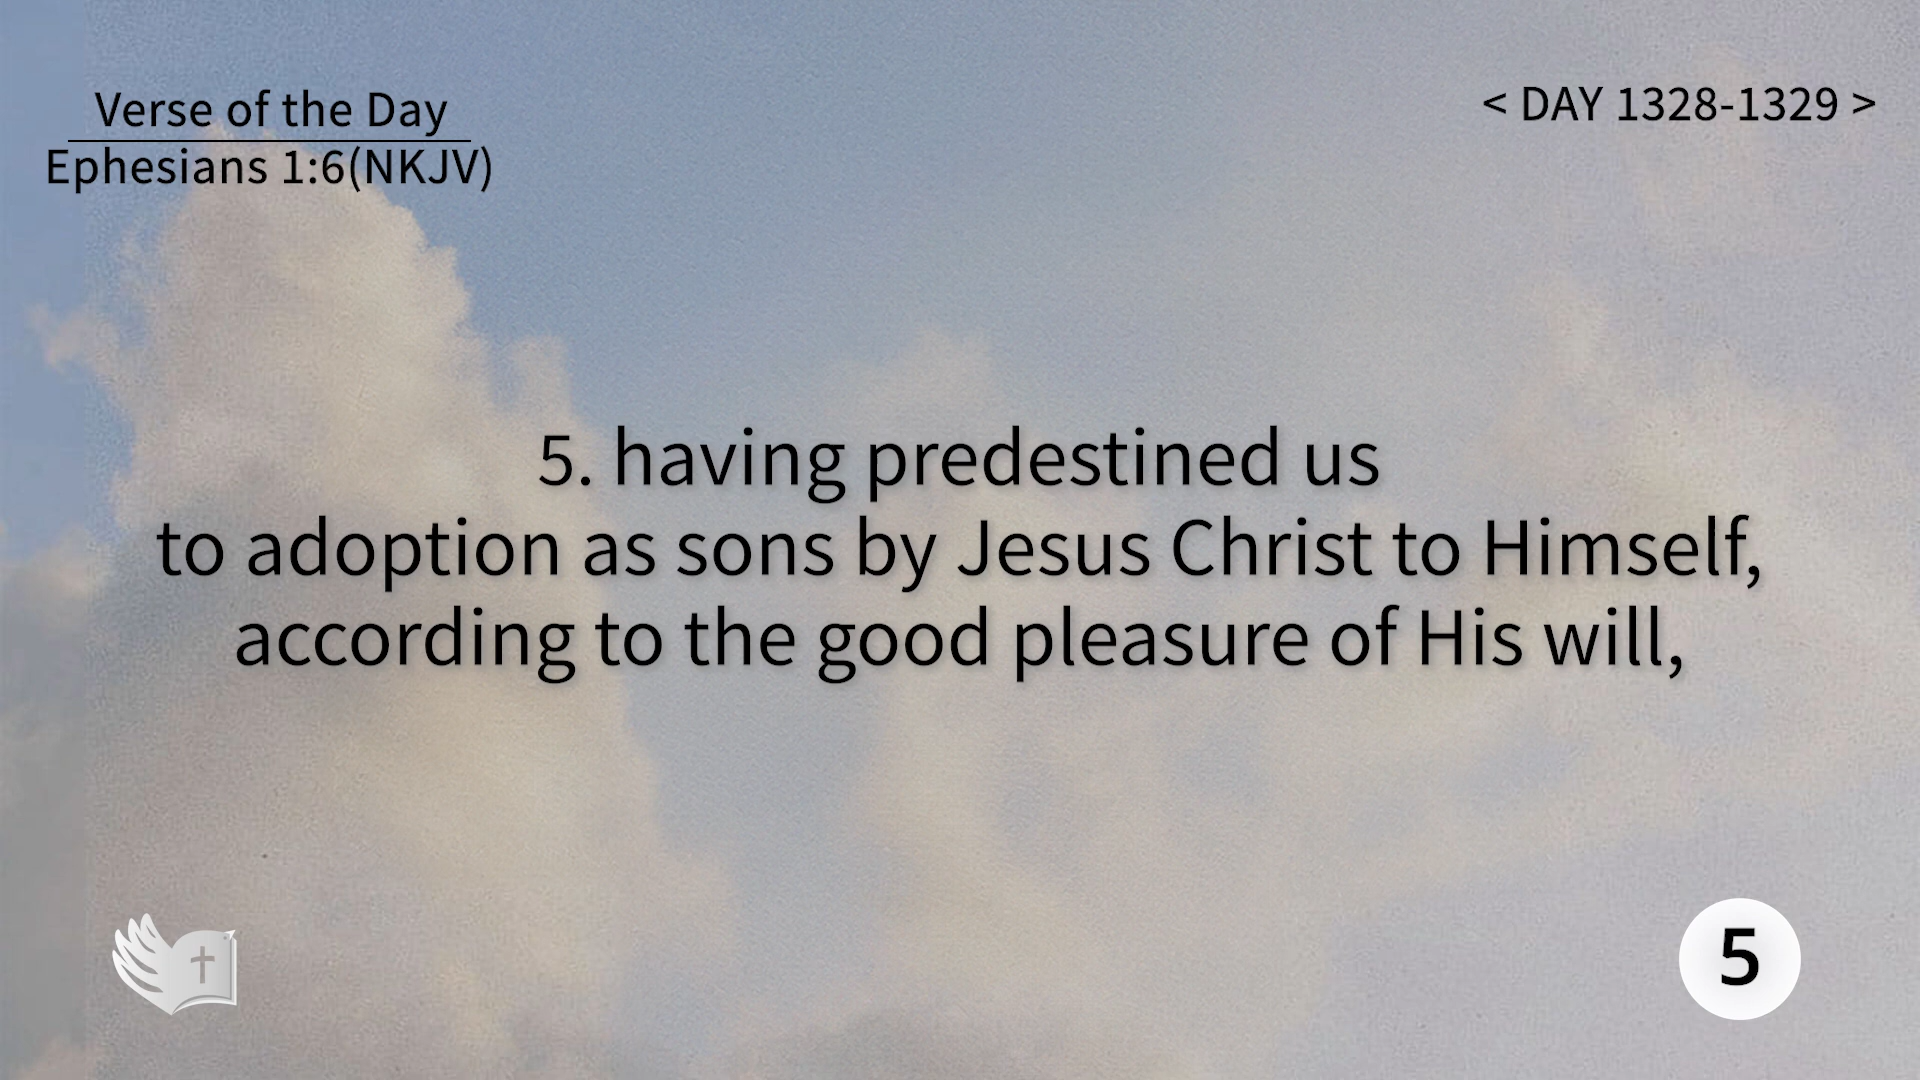 Verse of the Day
Ephesians 1:6(NKJV)
< DAY 1328-1329 >
5. having predestined us
to adoption as sons by Jesus Christ to Himself,
according to the good pleasure of His will,
5